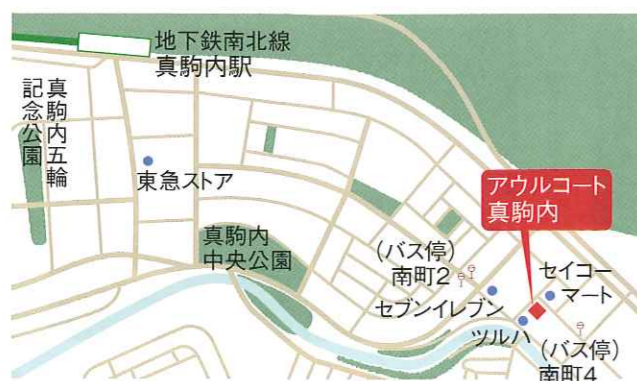 地下鉄南北線
真駒内駅
真駒内五輪
記念公園
東急ストア
真駒内
中央公園
アウルコート
真駒内
(バス停)
南町2
セブンイレブン
セイコー
マート
ツルハ
(バス停)
南町4